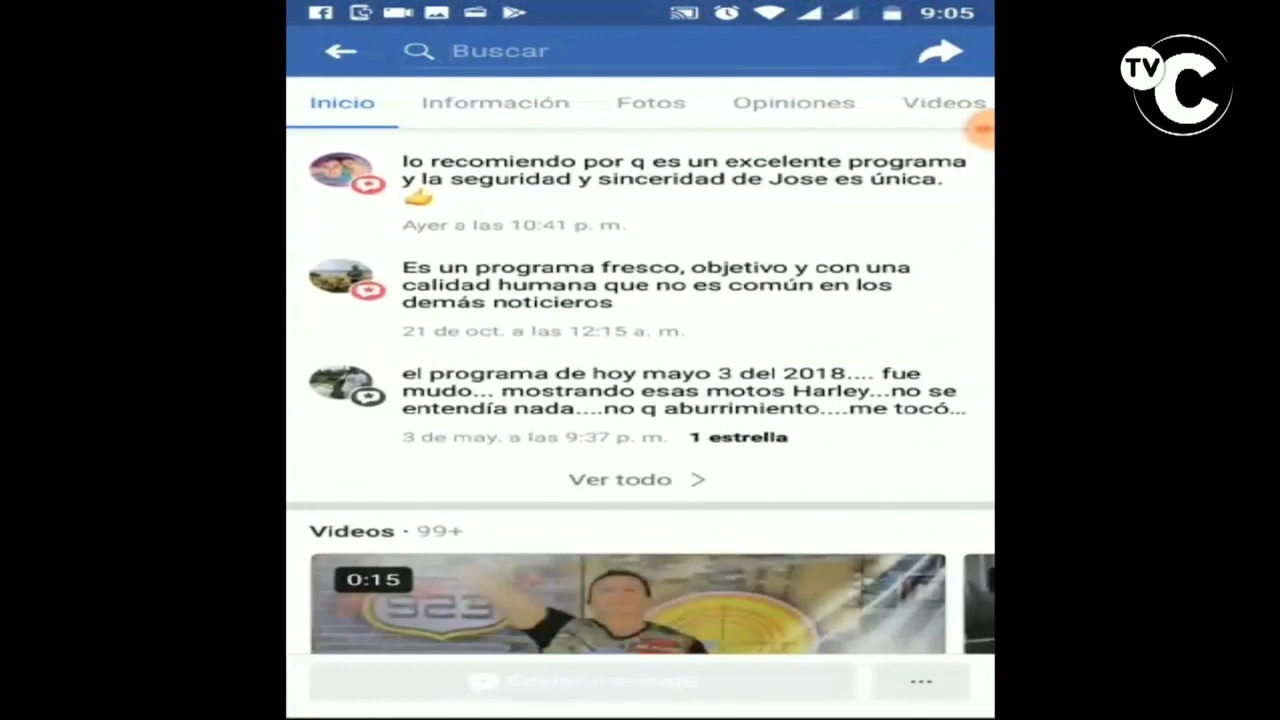 9:05
Buscar
TV C
Inicio Información Fotos Opiniones Videos
lo recomiendo por q es un excelente programa
y la seguridad y sinceridad de Jose es única.
👍
Ayer a las 10:41 p. m.
Es un programa fresco, objetivo y con una
calidad humana que no es común en los
demás noticieros
21 de oct. a las 12:15 a. m.
el programa de hoy mayo 3 del 2018.... fue
mudo... mostrando esas motos Harley...no se
entendía nada....no q aburrimiento....me tocó...
3 de may. a las 9:37 p. m. 1 estrella
Ver todo >
Videos · 99+
0:15
923
...